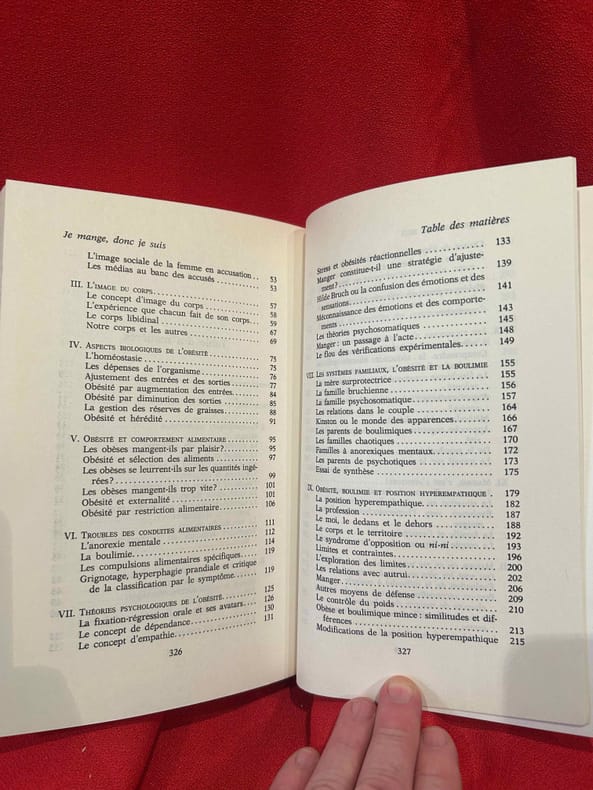 Je mange, donc je suis
L'image sociale de la femme en accusation.. 53
Les médias au banc des accusés............ 53
III. L'IMAGE DU CORPS.......................... 57
Le concept d'image du corps............... 58
L'expérience que chacun fait de son corps... 59
Le corps libidinal........................ 67
Notre corps et les autres................. 69
IV. ASPECTS BIOLOGIQUES DE L'OBÉSITÉ........... 75
L'homéostasie............................. 75
Les dépenses de l'organisme............... 76
Ajustement des entrées et des sorties..... 77
Obésité par augmentation des entrées...... 84
Obésité par diminution des sorties........ 85
La gestion des réserves de graisses....... 88
Obésité et hérédité....................... 91
V. OBÉSITÉ ET COMPORTEMENT ALIMENTAIRE......... 95
Les obèses mangent-ils par plaisir?....... 95
Obésité et sélection des aliments......... 97
Les obèses se leurrent-ils sur les quantités ingé-
rées?..................................... 99
Les obèses mangent-ils trop vite?......... 101
Obésité et externalité.................... 101
Obésité par restriction alimentaire....... 106
VI. TROUBLES DES CONDUITES ALIMENTAIRES........ 111
L'anorexie mentale........................ 112
La boulimie............................... 114
Les compulsions alimentaires spécifiques.. 119
Grignotage, hyperphagie prandiale et critique
de la classification par le symptôme...... 119
VII. THÉORIES PSYCHOLOGIQUES DE L'OBÉSITÉ...... 125
La fixation-régression orale et ses avatars.. 126
Le concept de dépendance.................. 130
Le concept d'empathie..................... 131
326
Table des matières
Stress et obésités réactionnelles......... 133
Manger constitue-t-il une stratégie d'ajuste-
ment?..................................... 139
Hilde Bruch ou la confusion des émotions et des
sensations................................ 141
Méconnaissance des émotions et des comporte-
ments..................................... 143
Les théories psychosomatiques............. 145
Manger: un passage à l'acte............... 148
Le flou des vérifications expérimentales.. 149
VIII. LES SYSTÈMES FAMILIAUX, L'OBÉSITÉ ET LA BOULIMIE 155
La mère surprotectrice.................... 155
La famille bruchienne..................... 156
La famille psychosomatique................ 157
Les relations dans le couple.............. 164
Kinston ou le monde des apparences........ 166
Les parents de boulimiques................ 167
Les familles chaotiques................... 170
Familles à anorexiques mentaux............ 172
Les parents de psychotiques............... 173
Essai de synthèse......................... 175
IX. OBÉSITÉ, BOULIMIE ET POSITION HYPEREMPATHIQUE. 179
La position hyperempathique............... 182
La profession............................. 187
Le moi, le dedans et le dehors............ 188
Le corps et le territoire................. 192
Le syndrome d'opposition ou ni-ni......... 193
Limites et contraintes.................... 196
L'exploration des limites................. 200
Les relations avec autrui................. 202
Manger.................................... 206
Autres moyens de défense.................. 209
Le contrôle du poids...................... 210
Obèse et boulimique mince: similitudes et dif-
férences.................................. 213
Modifications de la position hyperempathique 215
327